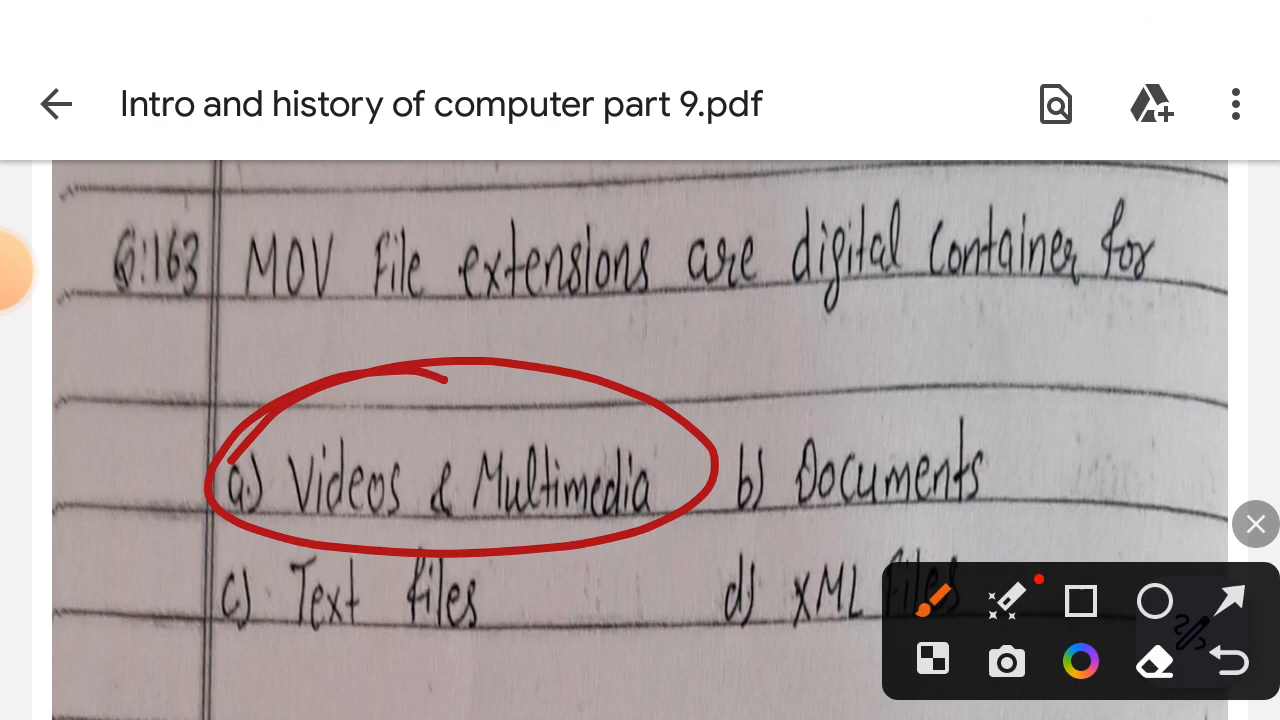 Intro and history of computer part 9.pdf
Q:163 MOV File extensions are digital Container for
a.) Videos & Multimedia b) Documents
c) Text files d) XML files